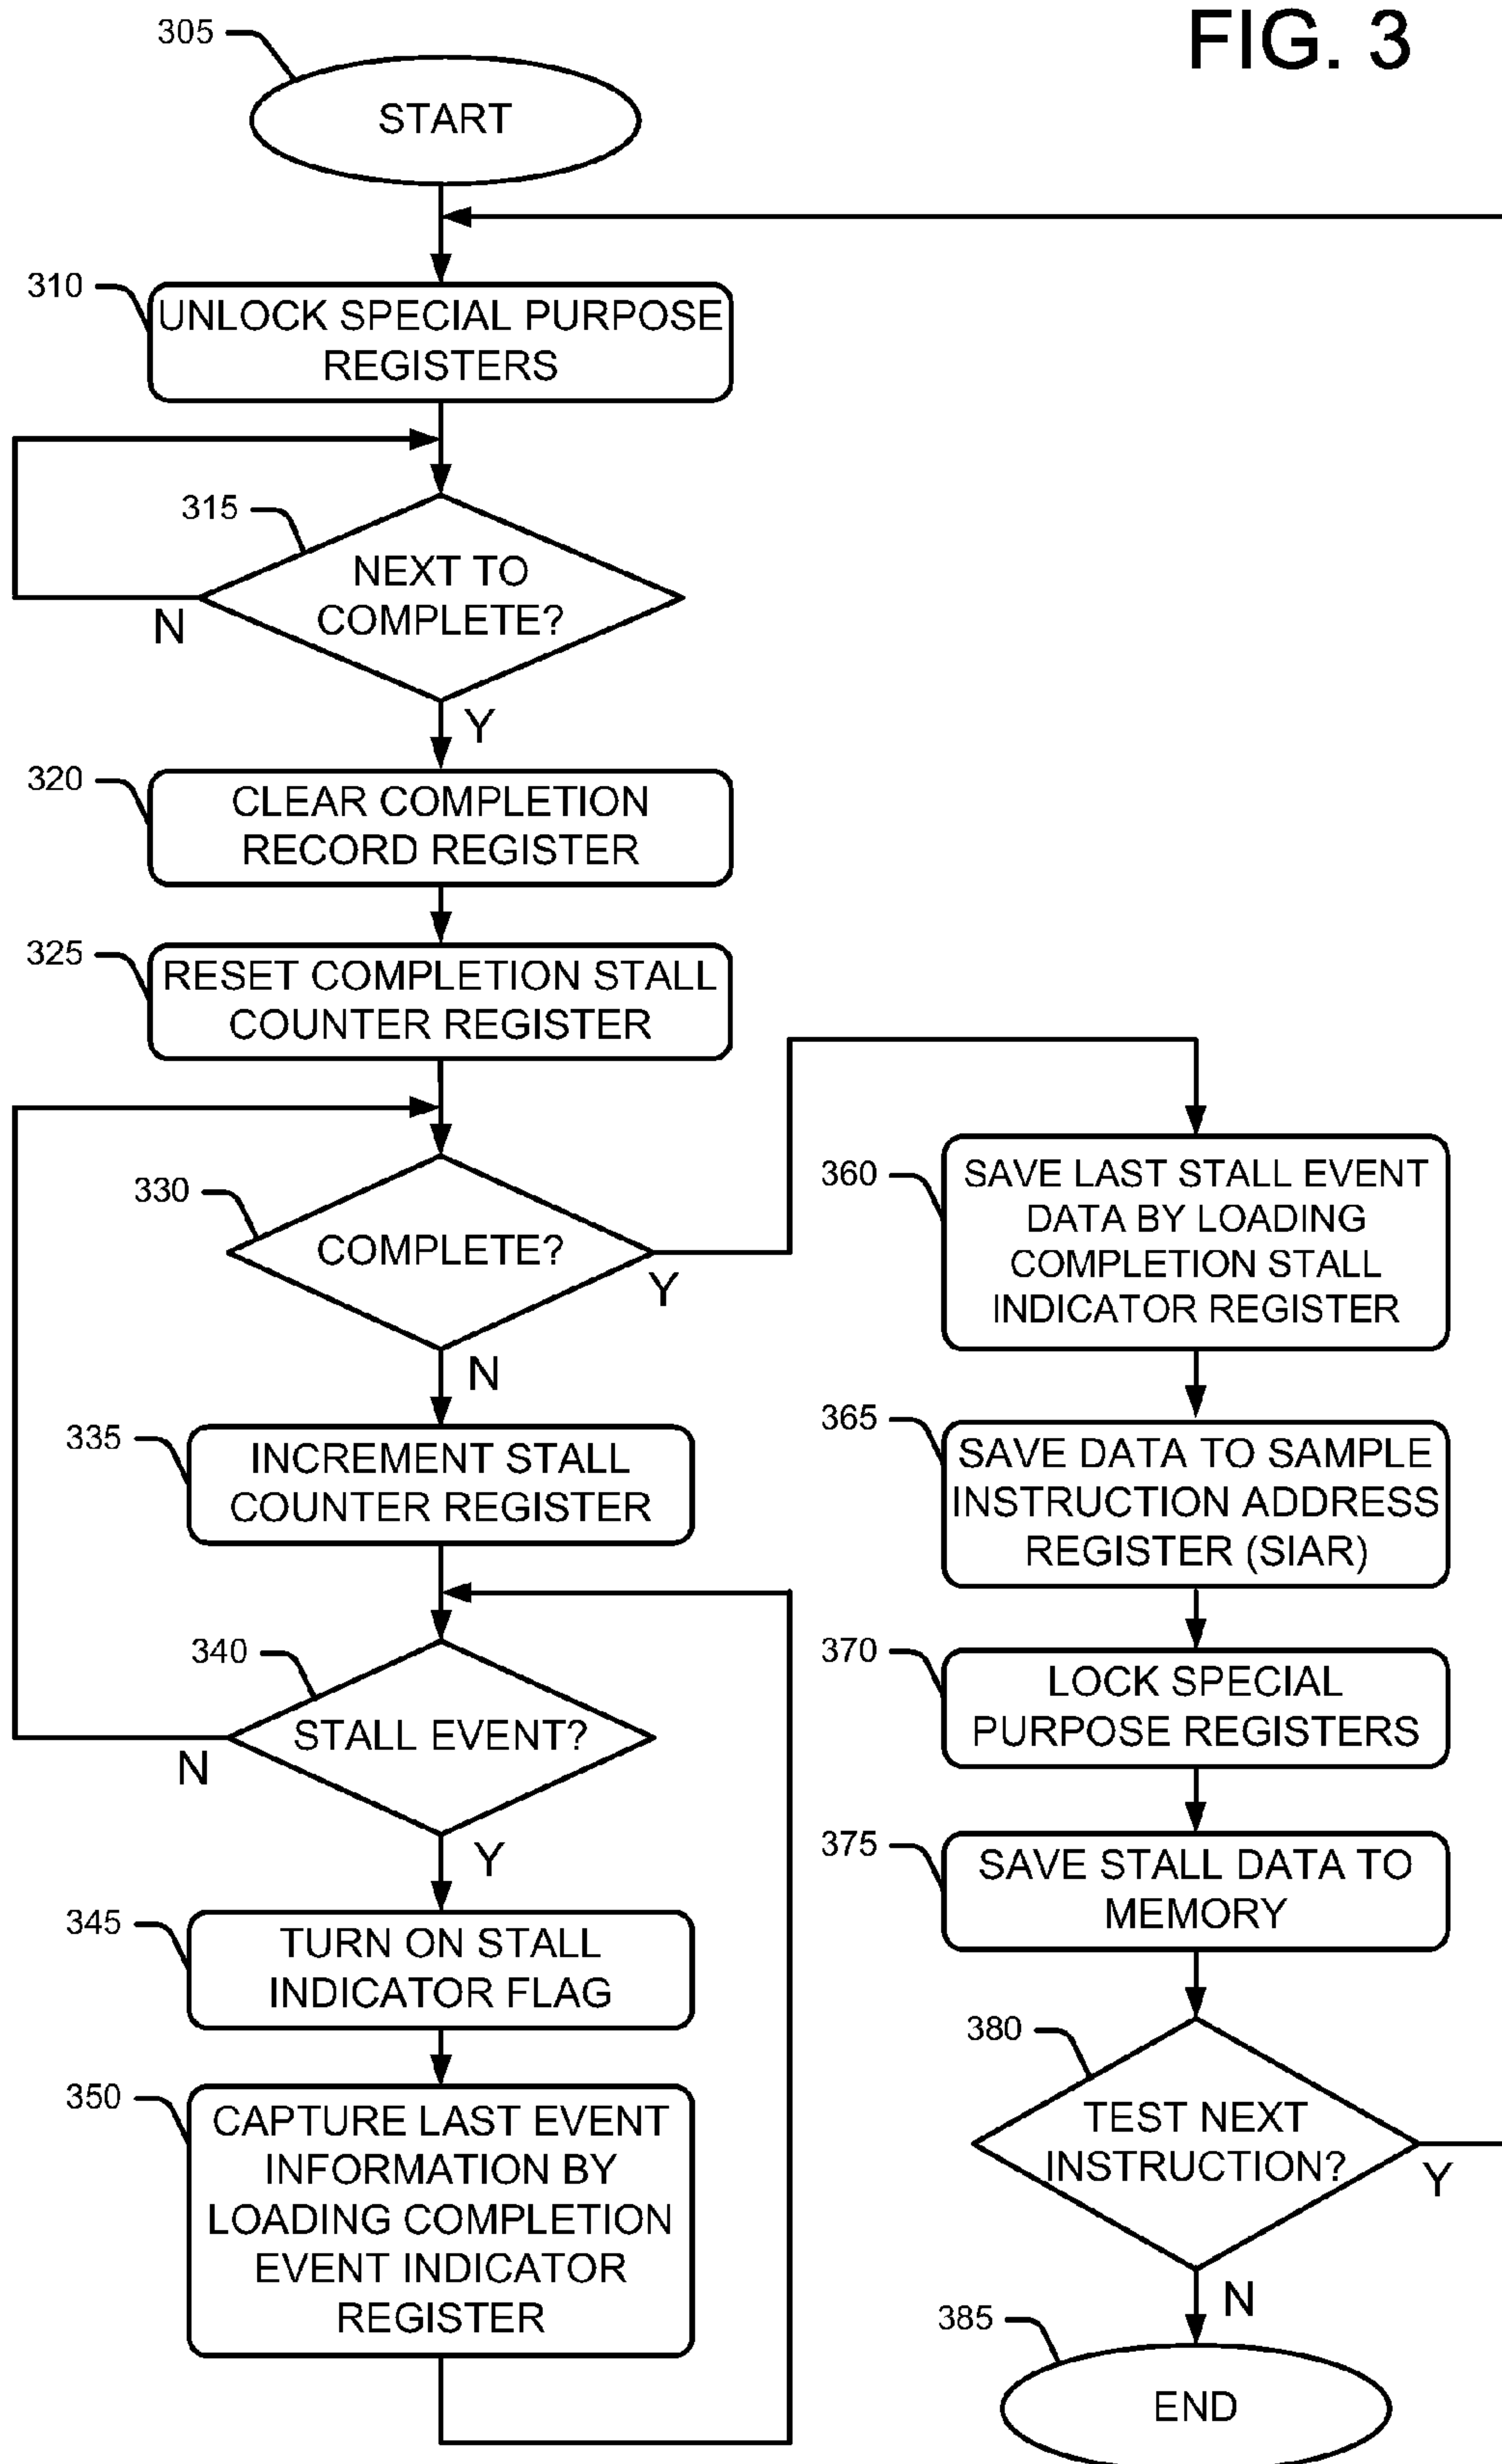 FIG. 3
305
START
310
UNLOCK SPECIAL PURPOSE
REGISTERS
315
NEXT TO
COMPLETE?
N
Y
320
CLEAR COMPLETION
RECORD REGISTER
325
RESET COMPLETION STALL
COUNTER REGISTER
330
COMPLETE?
Y
N
335
INCREMENT STALL
COUNTER REGISTER
340
STALL EVENT?
N
Y
345
TURN ON STALL
INDICATOR FLAG
350
CAPTURE LAST EVENT
INFORMATION BY
LOADING COMPLETION
EVENT INDICATOR
REGISTER
360
SAVE LAST STALL EVENT
DATA BY LOADING
COMPLETION STALL
INDICATOR REGISTER
365
SAVE DATA TO SAMPLE
INSTRUCTION ADDRESS
REGISTER (SIAR)
370
LOCK SPECIAL
PURPOSE REGISTERS
375
SAVE STALL DATA TO
MEMORY
380
TEST NEXT
INSTRUCTION?
Y
N
385
END